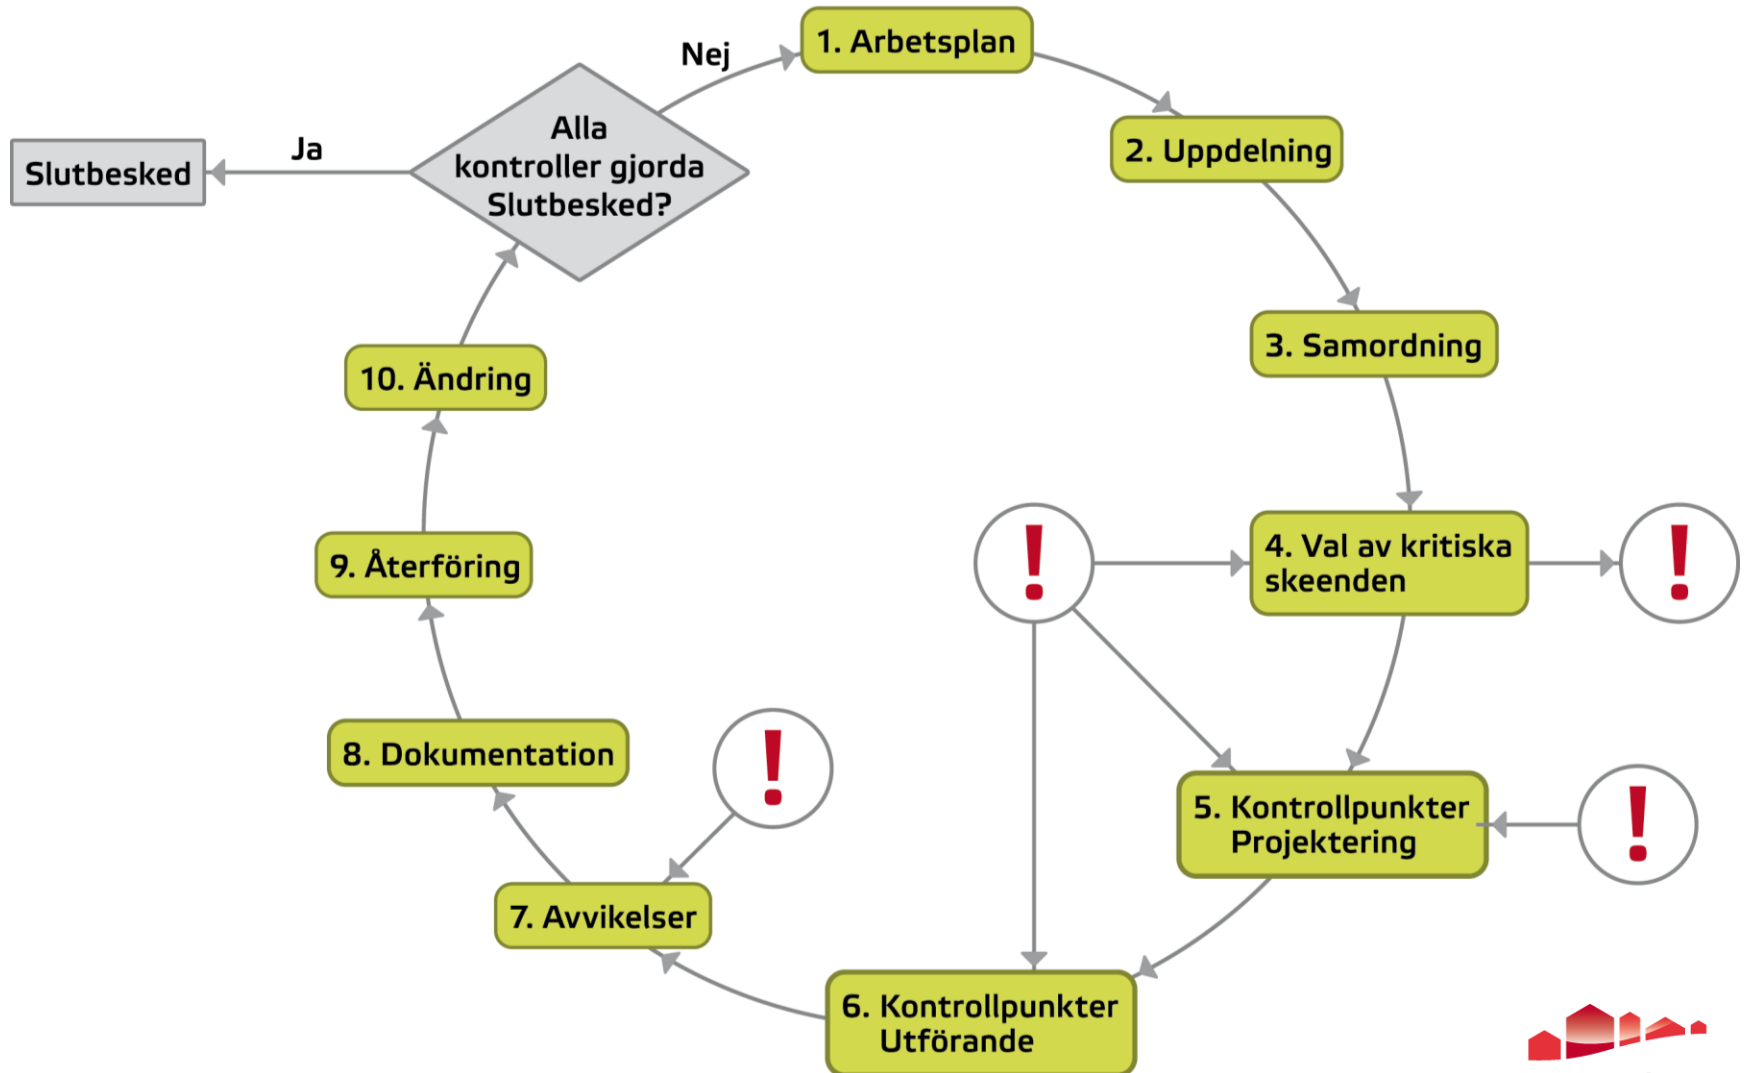 1. Arbetsplan
Nej
Alla
kontroller gjorda
Slutbesked?
Ja
Slutbesked
2. Uppdelning
3. Samordning
10. Ändring
4. Val av kritiska
skeenden
!
!
9. Återföring
8. Dokumentation
!
5. Kontrollpunkter
Projektering
!
7. Avvikelser
6. Kontrollpunkter
Utförande